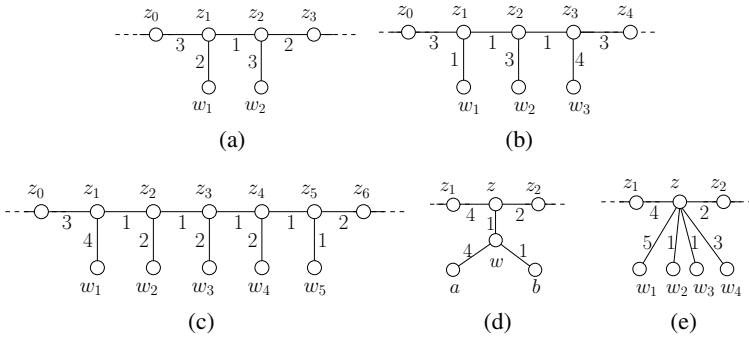 z₀ z₁ z₂ z₃
3 1 2
2 3
w₁ w₂
(a)
z₀ z₁ z₂ z₃ z₄
3 1 1 3
1 3 4
w₁ w₂ w₃
(b)
z₀ z₁ z₂ z₃ z₄ z₅ z₆
3 1 1 1 1 2
4 2 2 2 1
w₁ w₂ w₃ w₄ w₅
(c)
z₁ z z₂
4 2
1
w
4 1
a b
(d)
z₁ z z₂
4 2
5 1 1 3
w₁ w₂ w₃ w₄
(e)